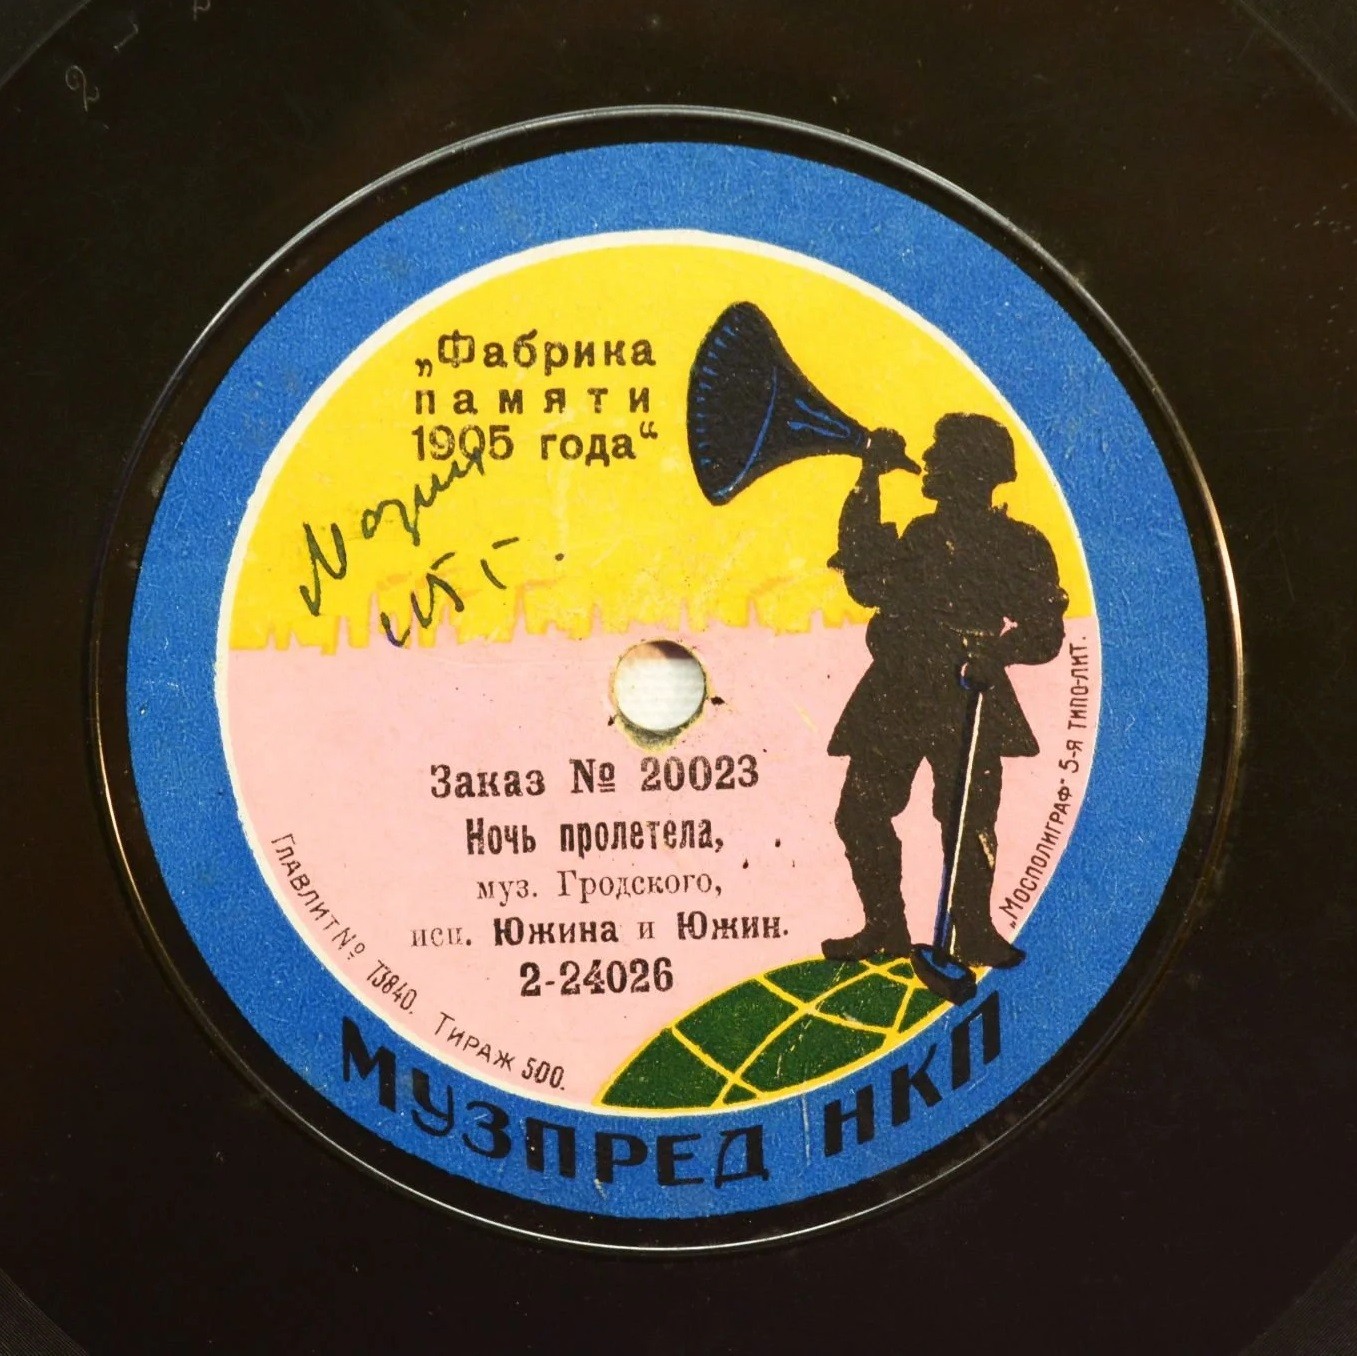 „Фабрика
памяти
1905 года“
Заказ № 20023
Ночь пролетела,
муз. Гродского,
исп. Южина и Южин.
2-24026
Главлит № 73840. Тираж 500.
„Мосполиграф“ 5-я типо-лит.
МУЗПРЕД НКП